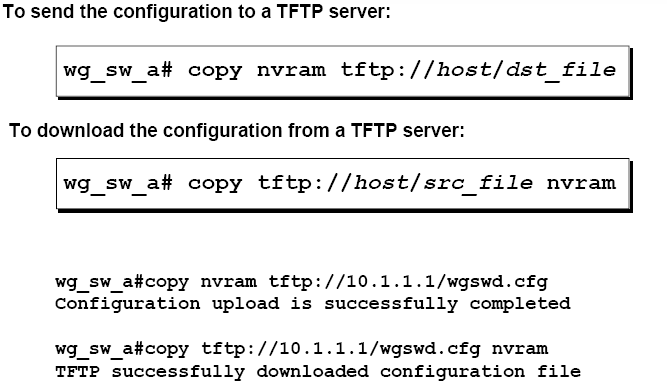 To send the configuration to a TFTP server:
wg_sw_a# copy nvram tftp://host/dst_file
To download the configuration from a TFTP server:
wg_sw_a# copy tftp://host/src_file nvram
wg_sw_a#copy nvram tftp://10.1.1.1/wgswd.cfg
Configuration upload is successfully completed
wg_sw_a#copy tftp://10.1.1.1/wgswd.cfg nvram
TFTP successfully downloaded configuration file